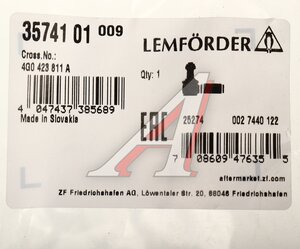 35741 01 009
LEMFÖRDER
Cross.No.:
4G0 423 811 A
Qty: 1
4 047437 385689
Made in Slovakia
EAC
25274
002 7440 122
7 08609 47635 5
aftermarket.zf.com
ZF Friedrichshafen AG, Löwentaler Str. 20, 88046 Friedrichshafen